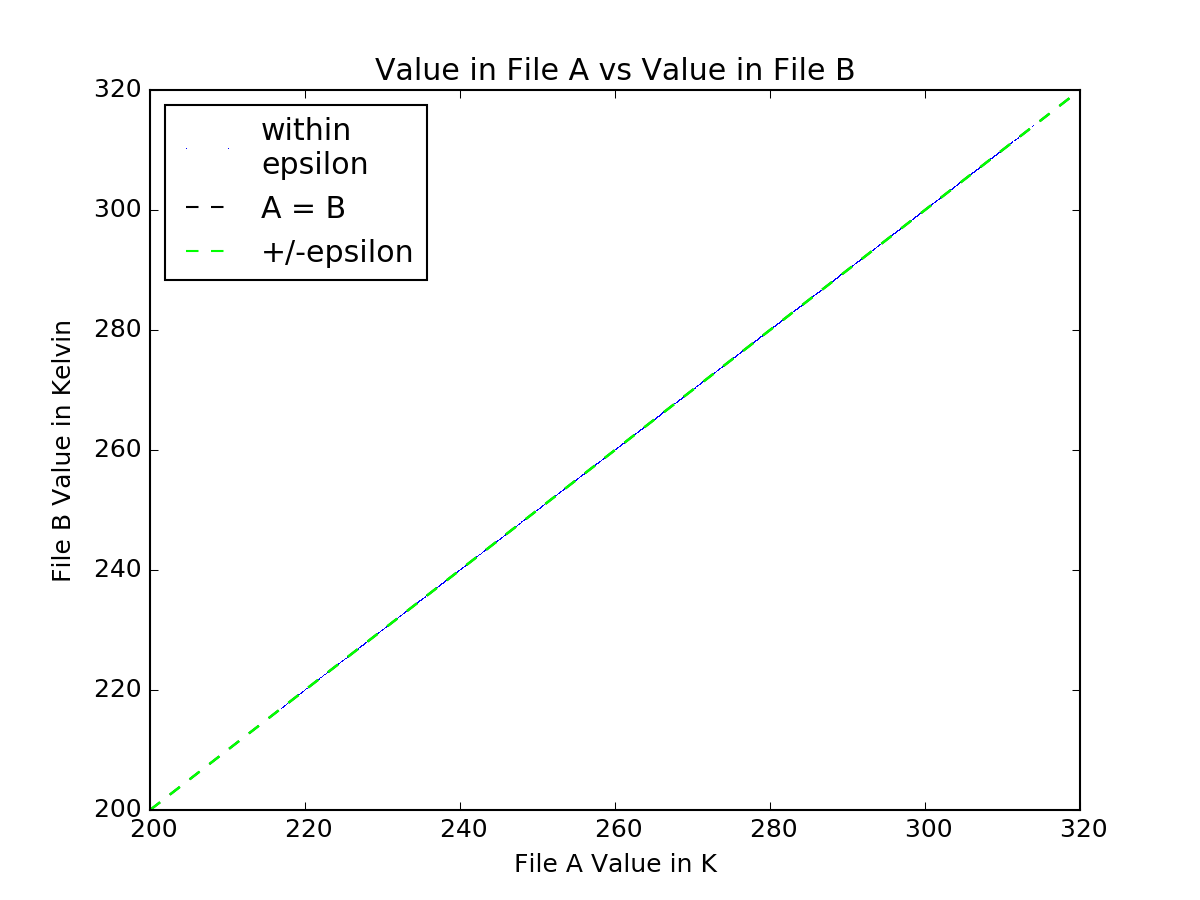 Value in File A vs Value in File B
320
300
280
260
240
220
200
within
epsilon
A = B
+/-epsilon
File B Value in Kelvin
200 220 240 260 280 300 320
File A Value in K